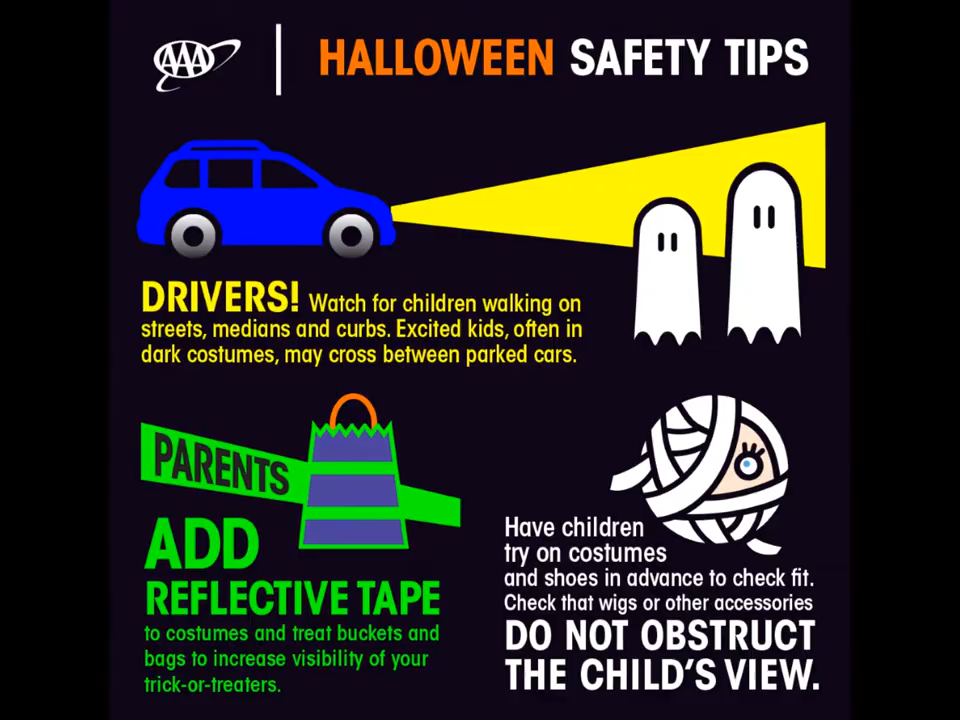 AAA
HALLOWEEN SAFETY TIPS
DRIVERS! Watch for children walking on
streets, medians and curbs. Excited kids, often in
dark costumes, may cross between parked cars.
PARENTS
ADD
REFLECTIVE TAPE
to costumes and treat buckets and
bags to increase visibility of your
trick-or-treaters.
Have children
try on costumes
and shoes in advance to check fit.
Check that wigs or other accessories
DO NOT OBSTRUCT
THE CHILD'S VIEW.